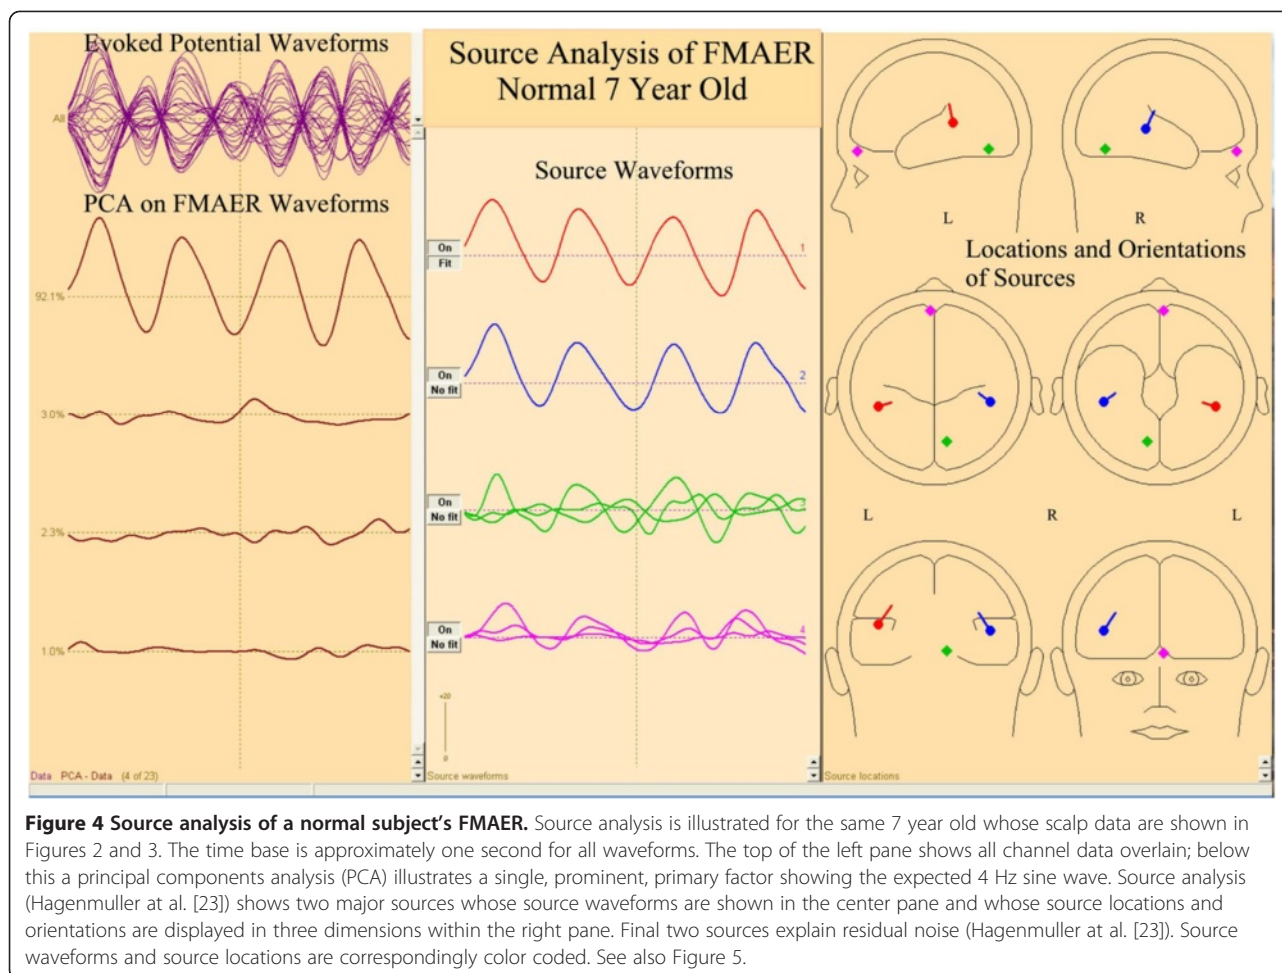 Evoked Potential Waveforms
All
PCA on FMAER Waveforms
92.1%
3.0%
2.3%
1.0%
Data PCA - Data (4 of 23)
Source Analysis of FMAER
Normal 7 Year Old
Source Waveforms
On
Fit
1
On
No fit
2
On
No fit
3
On
No fit
4
+20
0
Source waveforms
L
R
Locations and Orientations
of Sources
L
R
L
Source locations
Figure 4 Source analysis of a normal subject's FMAER. Source analysis is illustrated for the same 7 year old whose scalp data are shown in
Figures 2 and 3. The time base is approximately one second for all waveforms. The top of the left pane shows all channel data overlain; below
this a principal components analysis (PCA) illustrates a single, prominent, primary factor showing the expected 4 Hz sine wave. Source analysis
(Hagenmuller at al. [23]) shows two major sources whose source waveforms are shown in the center pane and whose source locations and
orientations are displayed in three dimensions within the right pane. Final two sources explain residual noise (Hagenmuller at al. [23]). Source
waveforms and source locations are correspondingly color coded. See also Figure 5.